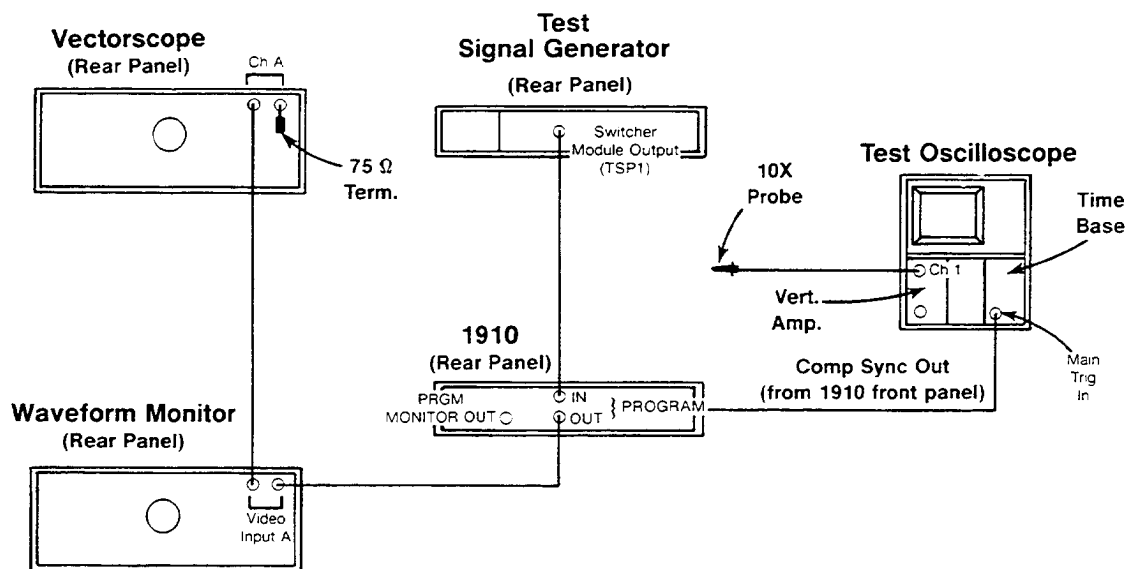 Vectorscope
(Rear Panel)
Ch A
75 Ω
Term.
Test
Signal Generator
(Rear Panel)
Switcher
Module Output
(TSP1)
10X
Probe
Test Oscilloscope
Time
Base
Ch 1
Vert.
Amp.
Main
Trig
In
1910
(Rear Panel)
PRGM
MONITOR OUT
IN
OUT
} PROGRAM
Comp Sync Out
(from 1910 front panel)
Waveform Monitor
(Rear Panel)
Video
Input A